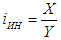 i_ИН = X/Y